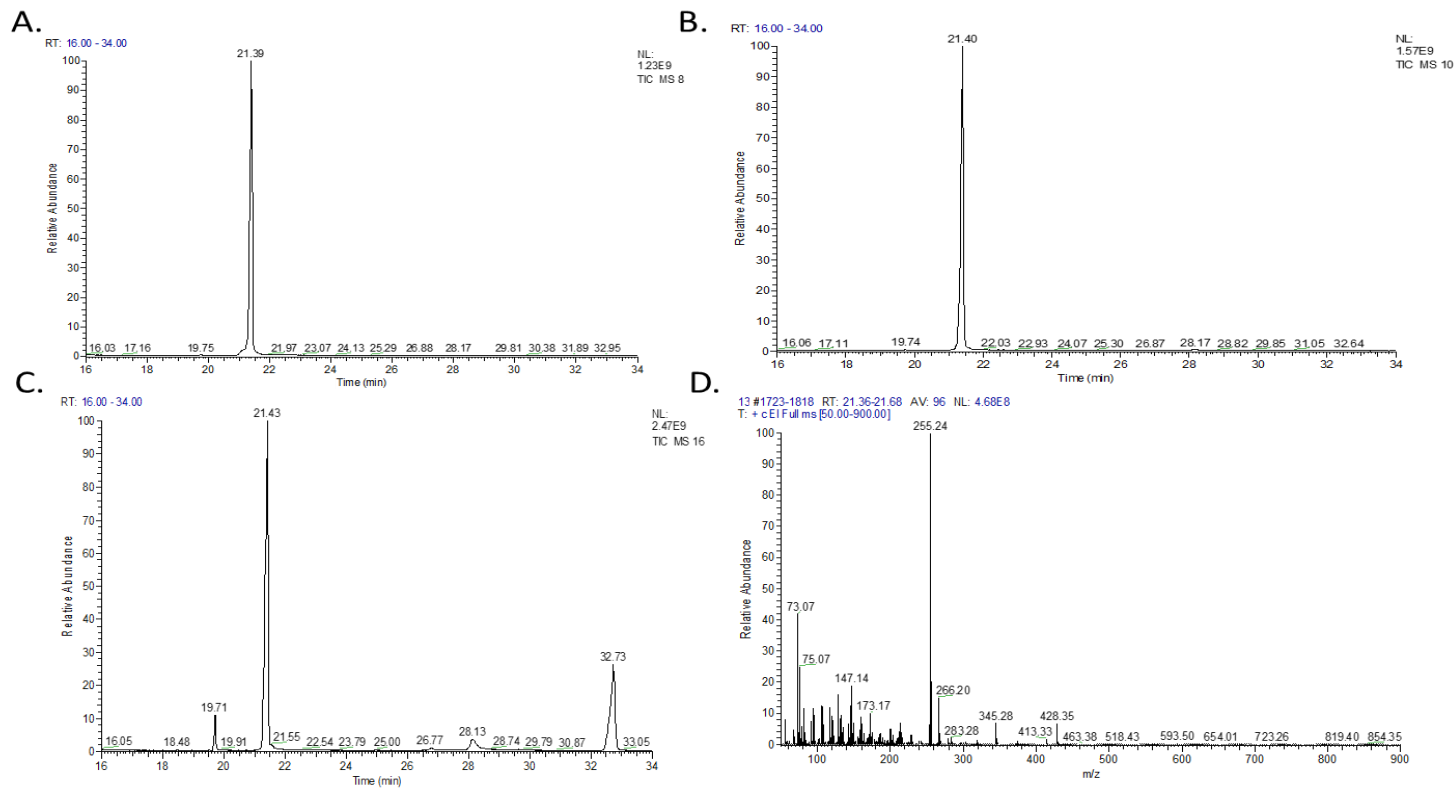 A.
RT: 16.00 - 34.00
21.39
NL:
1.23E9
TIC MS 8
100
90
80
70
60
50
40
30
20
10
0
Relative Abundance
16.03 17.16 19.75 21.97 23.07 24.13 25.29 26.88 28.17 29.81 30.38 31.89 32.95
16 18 20 22 24 26 28 30 32 34
Time (min)
B.
RT: 16.00 - 34.00
21.40
NL:
1.57E9
TIC MS 10
100
90
80
70
60
50
40
30
20
10
0
Relative Abundance
16.06 17.11 19.74 22.03 22.93 24.07 25.30 26.87 28.17 28.82 29.85 31.05 32.64
16 18 20 22 24 26 28 30 32 34
Time (min)
C.
RT: 16.00 - 34.00
21.43
NL:
2.47E9
TIC MS 16
100
90
80
70
60
50
40
30
20
10
0
Relative Abundance
32.73
19.71
28.13
16.05 18.48 19.91 21.55 22.54 23.79 25.00 26.77 28.74 29.79 30.87 33.05
16 18 20 22 24 26 28 30 32 34
Time (min)
D.
13 #1723-1818 RT: 21.36-21.68 AV: 96 NL: 4.68E8
T: + c EI Full ms [50.00-900.00]
255.24
100
90
80
70
60
50
40
30
20
10
0
Relative Abundance
73.07
75.07
147.14
266.20
173.17
345.28 428.35
283.28 413.33 463.38 518.43 593.50 654.01 723.26 819.40 854.35
100 200 300 400 500 600 700 800 900
m/z